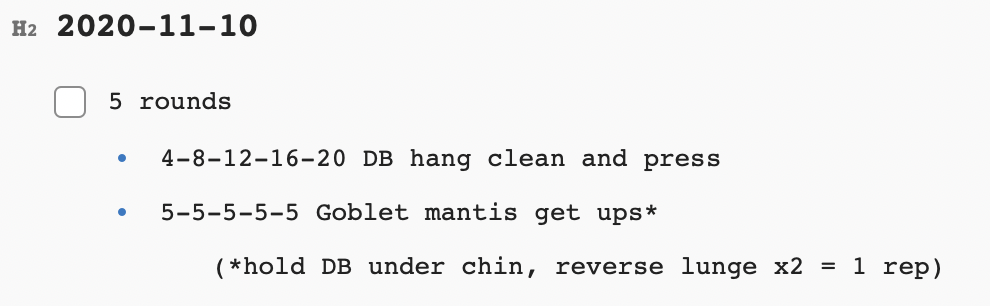 H2 2020-11-10
5 rounds
• 4-8-12-16-20 DB hang clean and press
• 5-5-5-5-5 Goblet mantis get ups*
(*hold DB under chin, reverse lunge x2 = 1 rep)